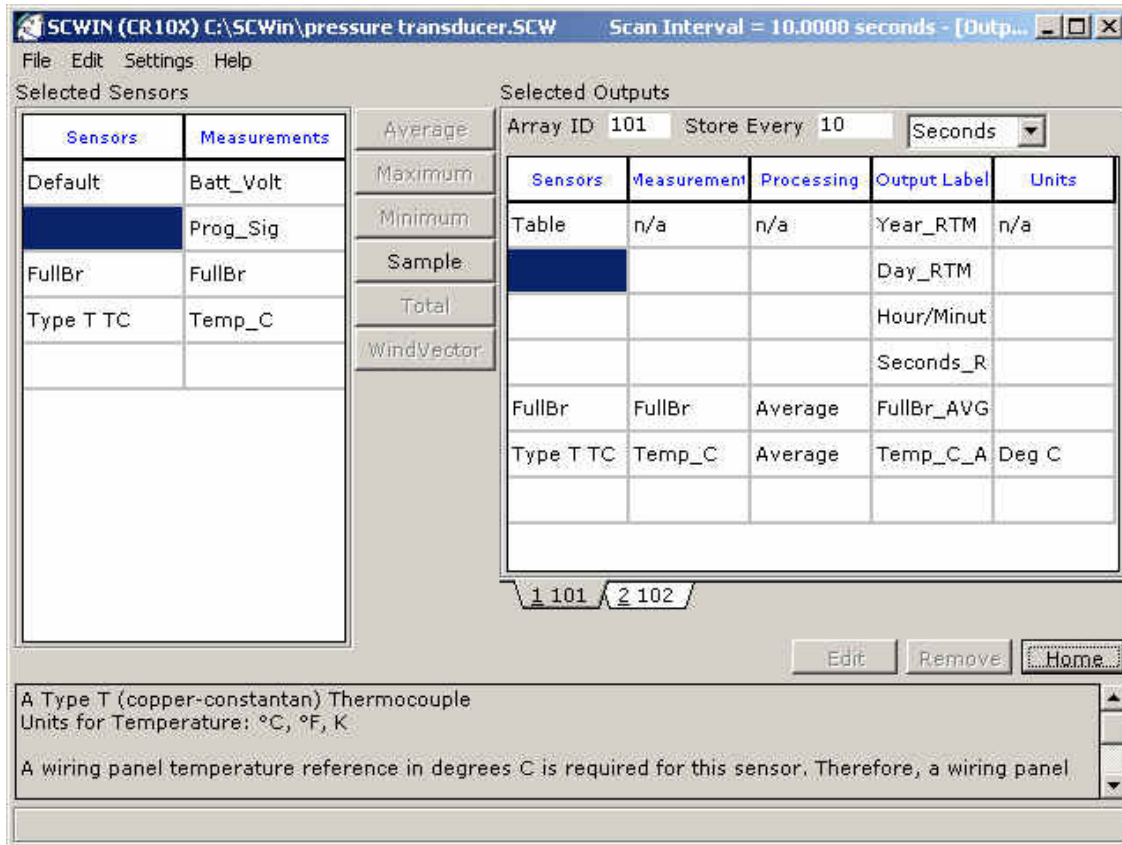 SCWIN (CR10X) C:\SCWin\pressure transducer.SCW Scan Interval = 10.0000 seconds - [Outp...
File Edit Settings Help
Selected Sensors
Sensors Measurements
Default Batt_Volt
Prog_Sig
FullBr FullBr
Type T TC Temp_C
Average
Maximum
Minimum
Sample
Total
WindVector
Selected Outputs
Array ID 101 Store Every 10 Seconds
Sensors Measurement Processing Output Label Units
Table n/a n/a Year_RTM n/a
Day_RTM
Hour/Minut
Seconds_R
FullBr FullBr Average FullBr_AVG
Type T TC Temp_C Average Temp_C_A Deg C
1 101 2 102
Edit Remove Home
A Type T (copper-constantan) Thermocouple
Units for Temperature: °C, °F, K
A wiring panel temperature reference in degrees C is required for this sensor. Therefore, a wiring panel